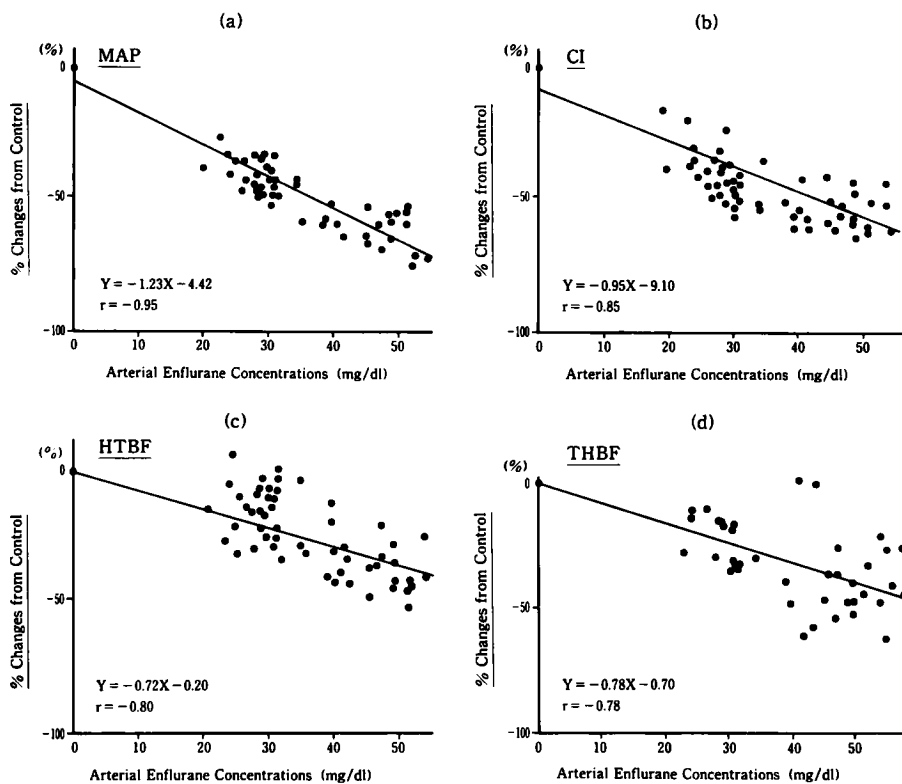 (a)
(%)
MAP
0
-50
-100
% Changes from Control
Y = -1.23X - 4.42
r = -0.95
0 10 20 30 40 50
Arterial Enflurane Concentrations (mg/dl)
(b)
(%)
CI
0
-50
-100
% Changes from Control
Y = -0.95X - 9.10
r = -0.85
0 10 20 30 40 50
Arterial Enflurane Concentrations (mg/dl)
(c)
(%)
HTBF
0
-50
-100
% Changes from Control
Y = -0.72X - 0.20
r = -0.80
0 10 20 30 40 50
Arterial Enflurane Concentrations (mg/dl)
(d)
(%)
THBF
0
-50
-100
% Changes from Control
Y = -0.78X - 0.70
r = -0.78
0 10 20 30 40 50
Arterial Enflurane Concentrations (mg/dl)